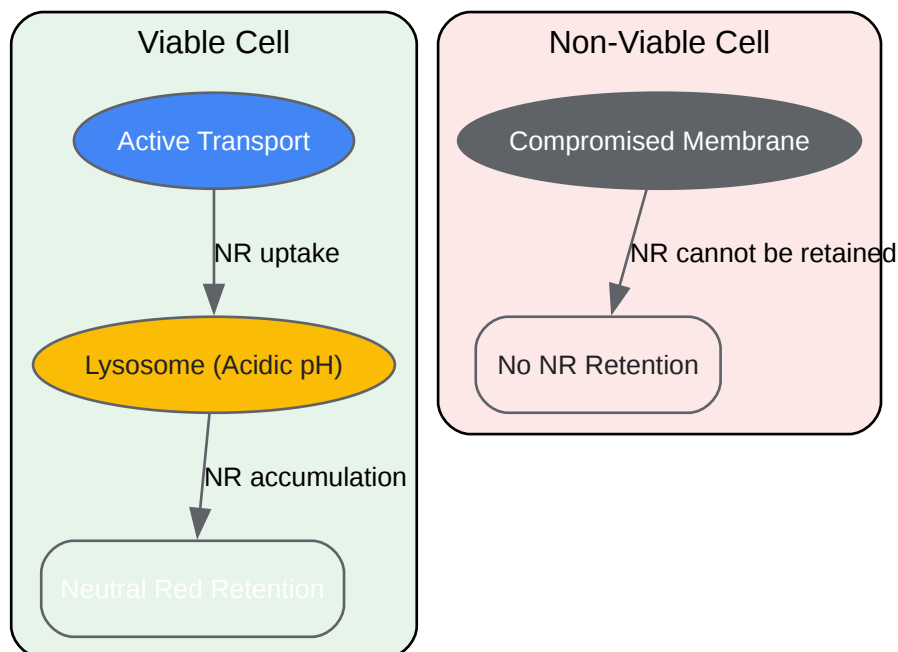 Viable Cell
Active Transport
NR uptake
Lysosome (Acidic pH)
NR accumulation
Neutral Red Retention
Non-Viable Cell
Compromised Membrane
NR cannot be retained
No NR Retention